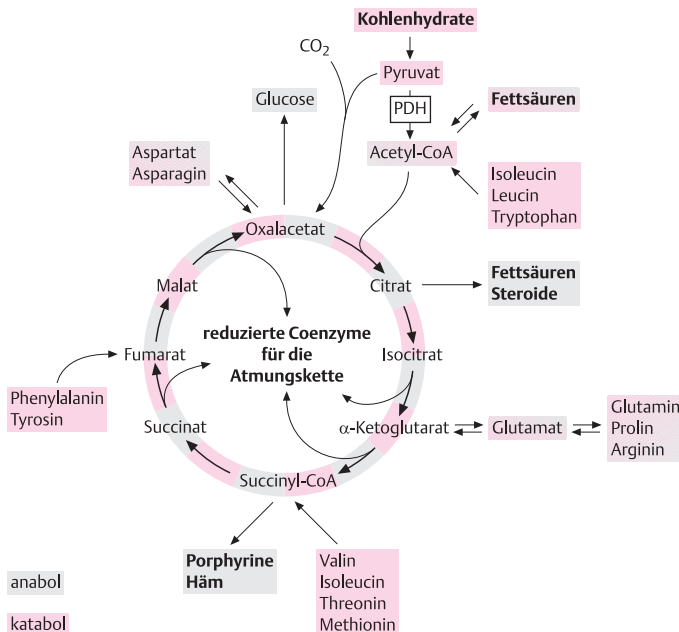 Kohlenhydrate
CO2
Pyruvat
PDH
Glucose
Fettsäuren
Acetyl-CoA
Aspartat
Asparagin
Isoleucin
Leucin
Tryptophan
Oxalacetat
Malat
Citrat
Fettsäuren
Steroide
reduzierte Coenzyme
für die
Atmungskette
Fumarat
Isocitrat
Phenylalanin
Tyrosin
Succinat
α-Ketoglutarat
Glutamat
Glutamin
Prolin
Arginin
Succinyl-CoA
Porphyrine
Häm
Valin
Isoleucin
Threonin
Methionin
anabol
katabol